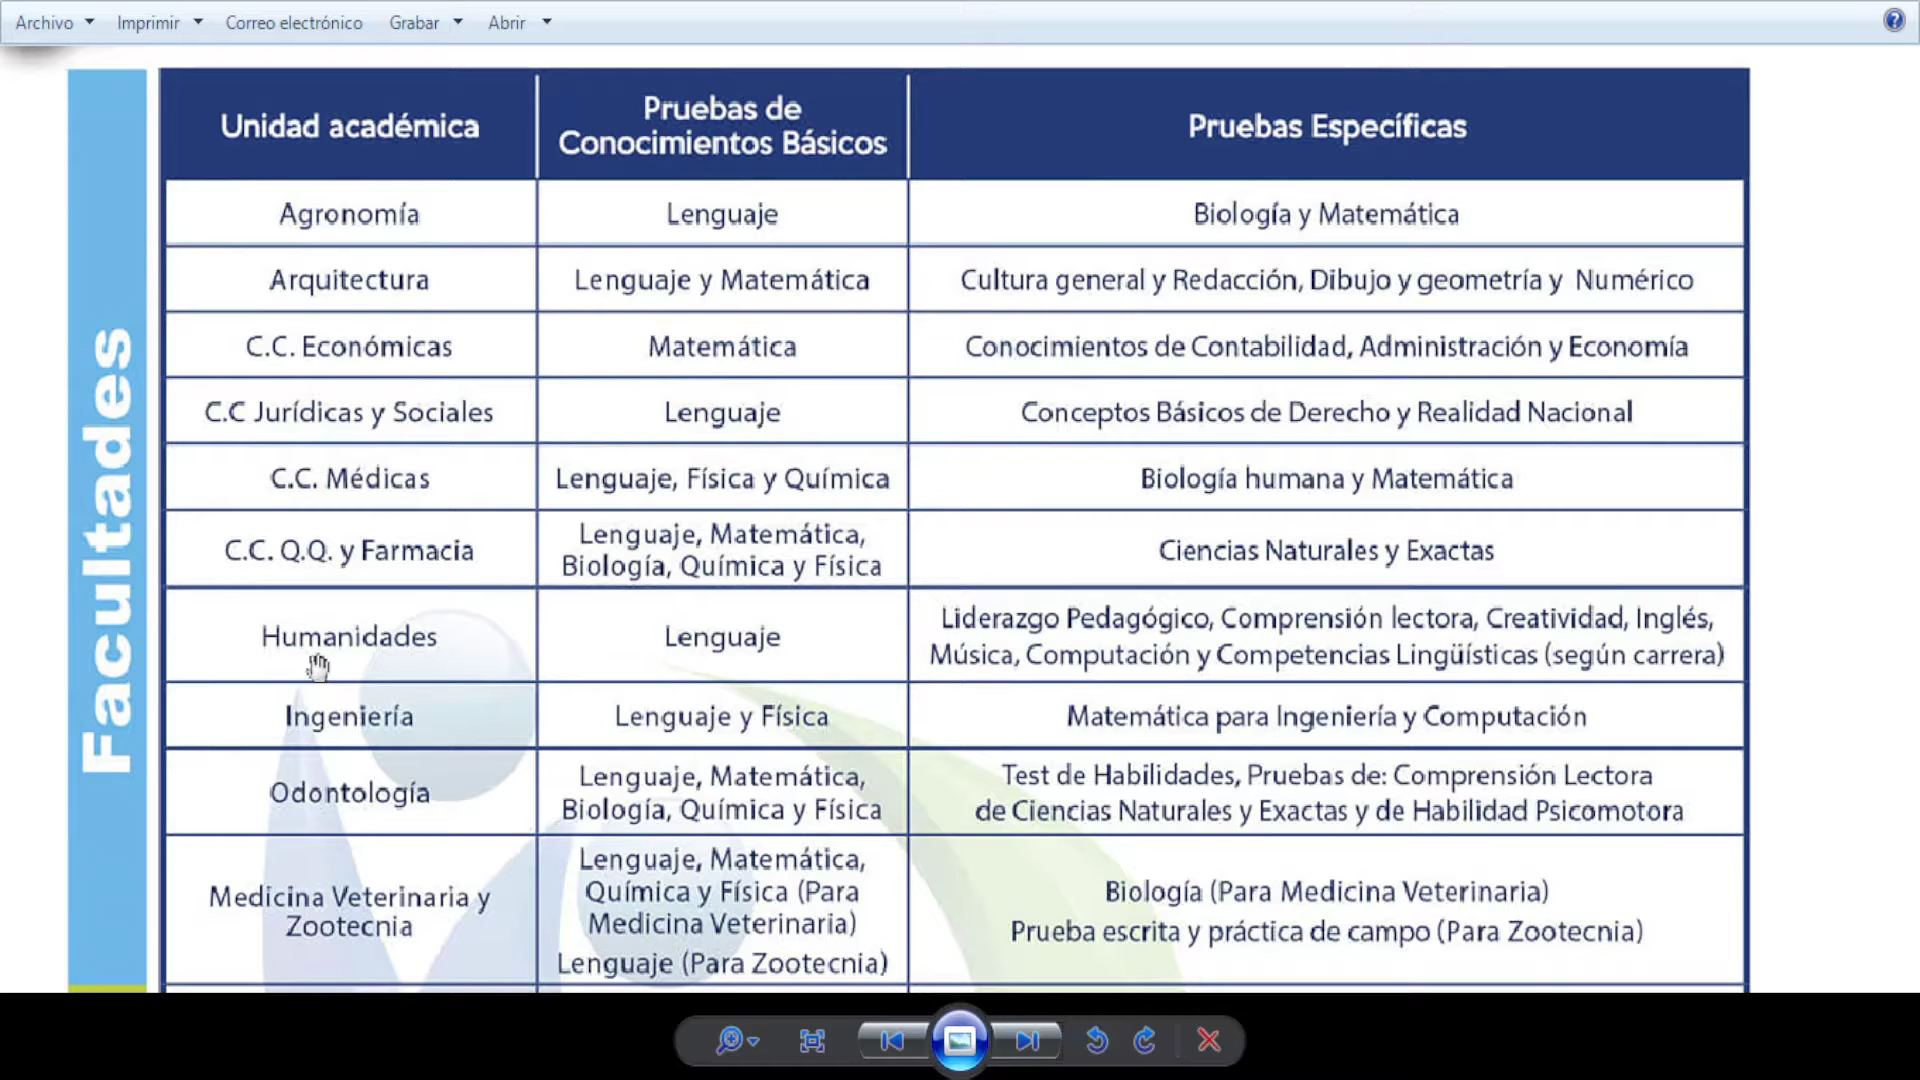 Archivo Imprimir Correo electrónico Grabar Abrir
Facultades
Unidad académica
Pruebas de
Conocimientos Básicos
Pruebas Específicas
Agronomía
Lenguaje
Biología y Matemática
Arquitectura
Lenguaje y Matemática
Cultura general y Redacción, Dibujo y geometría y Numérico
C.C. Económicas
Matemática
Conocimientos de Contabilidad, Administración y Economía
C.C Jurídicas y Sociales
Lenguaje
Conceptos Básicos de Derecho y Realidad Nacional
C.C. Médicas
Lenguaje, Física y Química
Biología humana y Matemática
C.C. Q.Q. y Farmacia
Lenguaje, Matemática,
Biología, Química y Física
Ciencias Naturales y Exactas
Humanidades
Lenguaje
Liderazgo Pedagógico, Comprensión lectora, Creatividad, Inglés,
Música, Computación y Competencias Lingüísticas (según carrera)
Ingeniería
Lenguaje y Física
Matemática para Ingeniería y Computación
Odontología
Lenguaje, Matemática,
Biología, Química y Física
Test de Habilidades, Pruebas de: Comprensión Lectora
de Ciencias Naturales y Exactas y de Habilidad Psicomotora
Medicina Veterinaria y
Zootecnia
Lenguaje, Matemática,
Química y Física (Para
Medicina Veterinaria)
Lenguaje (Para Zootecnia)
Biología (Para Medicina Veterinaria)
Prueba escrita y práctica de campo (Para Zootecnia)